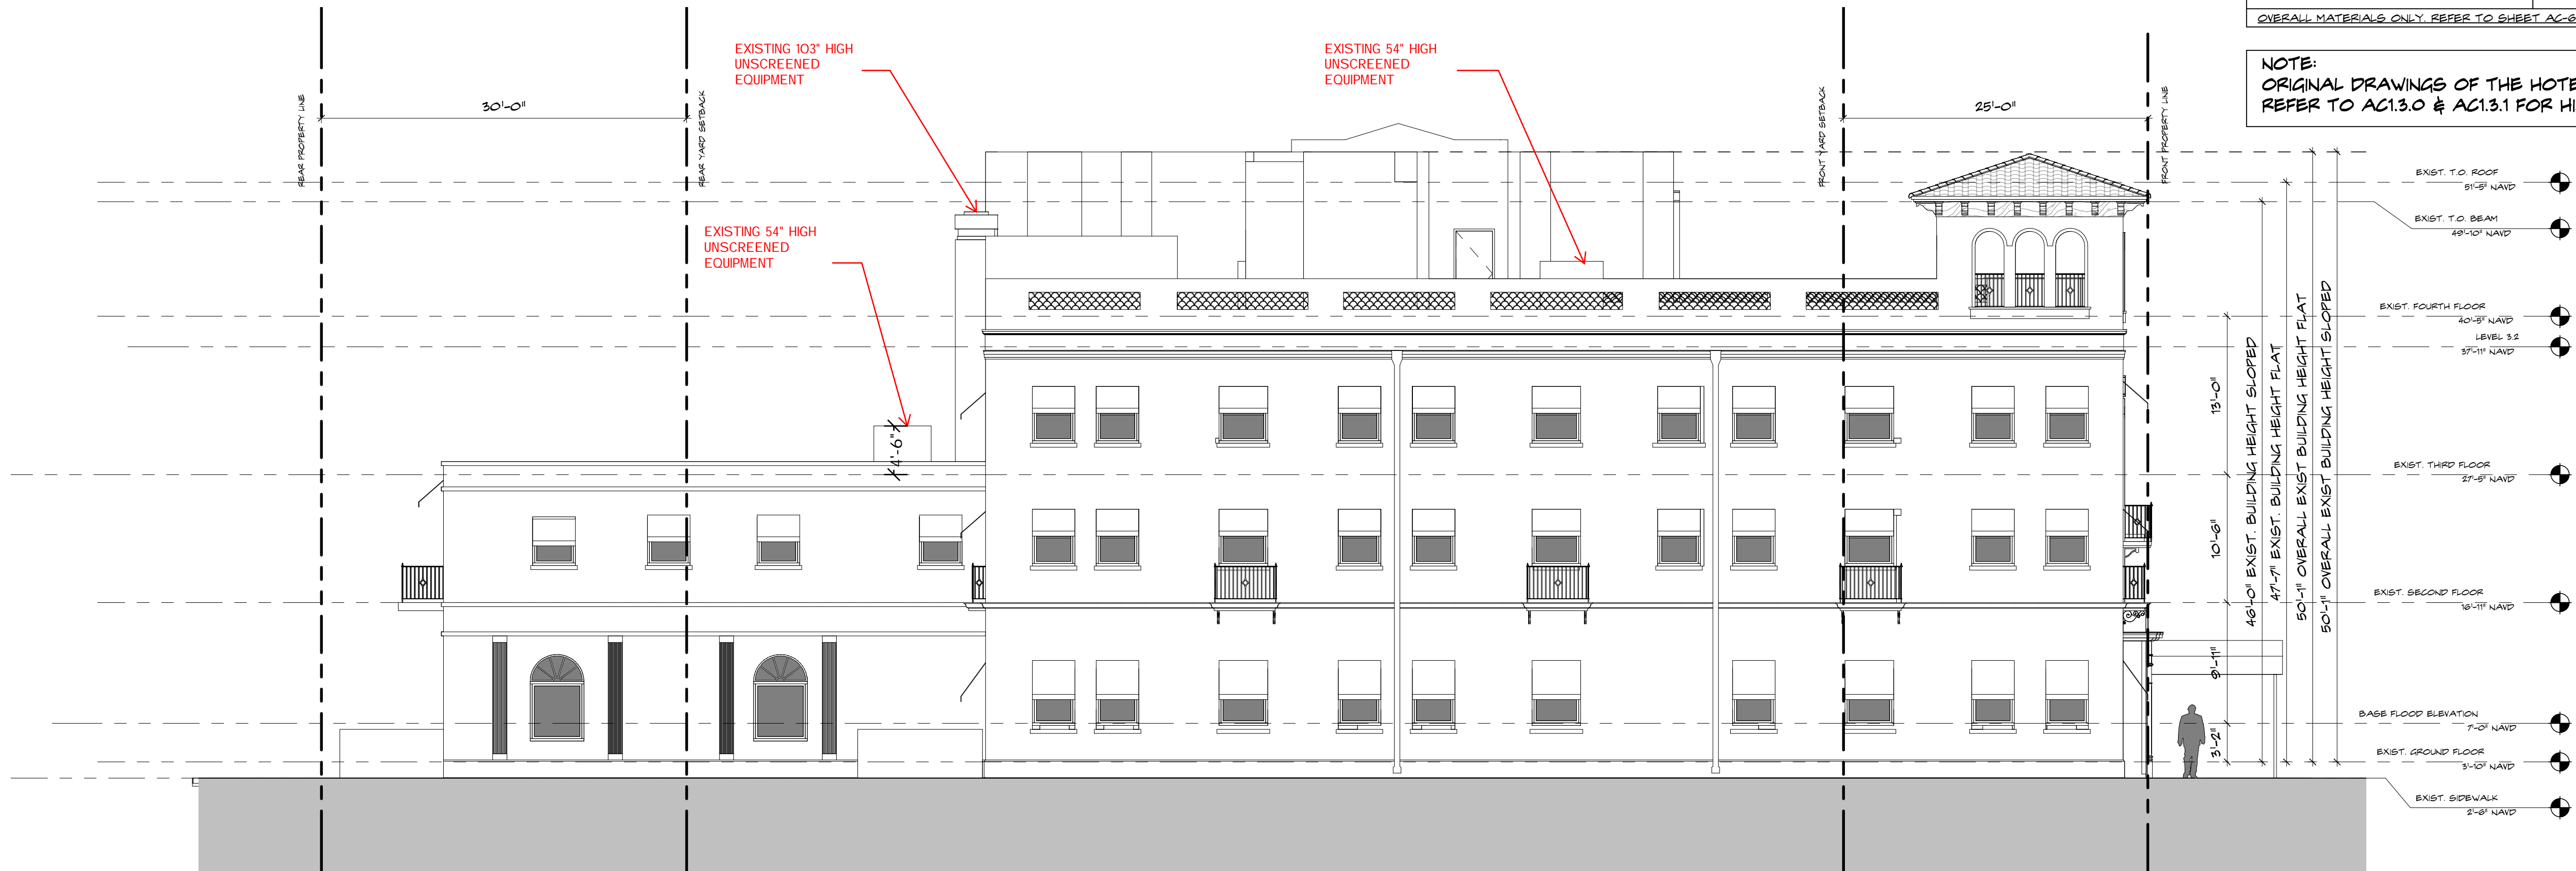 OVERALL MATERIALS ONLY. REFER TO SHEET AC-6
NOTE:
ORIGINAL DRAWINGS OF THE HOTE
REFER TO AC1.3.0 & AC1.3.1 FOR HI
EXISTING 103" HIGH
UNSCREENED
EQUIPMENT
EXISTING 54" HIGH
UNSCREENED
EQUIPMENT
EXISTING 54" HIGH
UNSCREENED
EQUIPMENT
30'-0"
25'-0"
REAR PROPERTY LINE
REAR YARD SETBACK
FRONT YARD SETBACK
FRONT PROPERTY LINE
4'-6"
13'-0"
10'-6"
9'-11"
3'-2"
46'-0" EXIST. BUILDING HEIGHT SLOPED
47'-7" EXIST. BUILDING HEIGHT FLAT
50'-1" OVERALL EXIST BUILDING HEIGHT FLAT
50'-1" OVERALL EXIST BUILDING HEIGHT SLOPED
EXIST. T.O. ROOF
51'-5" NAVD
EXIST. T.O. BEAM
49'-10" NAVD
EXIST. FOURTH FLOOR
40'-5" NAVD
LEVEL 3.2
37'-11" NAVD
EXIST. THIRD FLOOR
27'-5" NAVD
EXIST. SECOND FLOOR
16'-11" NAVD
BASE FLOOD ELEVATION
7'-0" NAVD
EXIST. GROUND FLOOR
3'-10" NAVD
EXIST. SIDEWALK
2'-6" NAVD